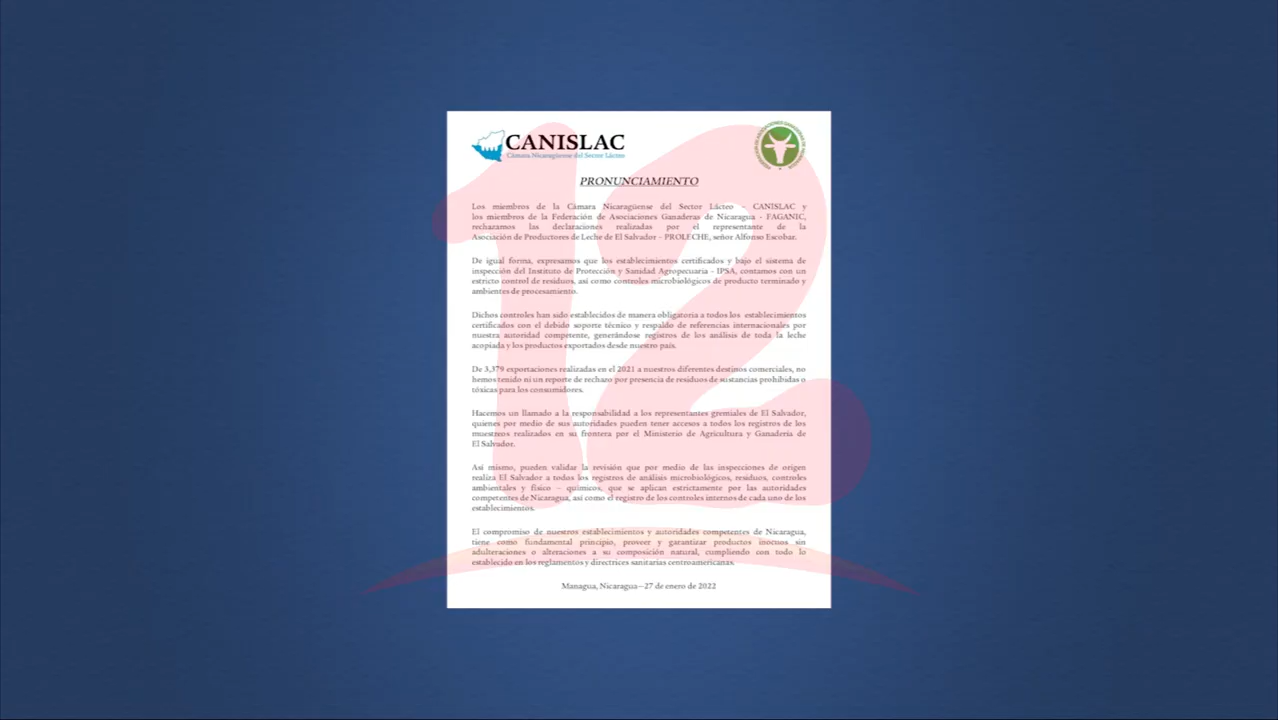 CANISLAC
Cámara Nicaragüense del Sector Lácteo
PRONUNCIAMIENTO
Los miembros de la Cámara Nicaragüense del Sector Lácteo - CANISLAC y
los miembros de la Federación de Asociaciones Ganaderas de Nicaragua - FAGANIC,
rechazamos las declaraciones realizadas por el representante de la
Asociación de Productores de Leche de El Salvador – PROLECHE, señor Alfonso Escobar.
De igual forma, expresamos que los establecimientos certificados y bajo el sistema de
inspección del Instituto de Protección y Sanidad Agropecuaria - IPSA, contamos con un
estricto control de residuos, así como controles microbiológicos de producto terminado y
ambientes de procesamiento.
Dichos controles han sido establecidos de manera obligatoria a todos los establecimientos
certificados con el debido soporte técnico y respaldo de referencias internacionales por
nuestra autoridad competente, generándose registros de los análisis de toda la leche
acopiada y los productos exportados desde nuestro país.
De 3,379 exportaciones realizadas en el 2021 a nuestros diferentes destinos comerciales, no
hemos tenido ni un reporte de rechazo por presencia de residuos de sustancias prohibidas o
tóxicas para los consumidores.
Hacemos un llamado a la responsabilidad a los representantes gremiales de El Salvador,
quienes por medio de sus autoridades pueden tener accesos a todos los registros de los
muestreos realizados en su frontera por el Ministerio de Agricultura y Ganadería de
El Salvador.
Así mismo, pueden validar la revisión que por medio de las inspecciones de origen
realiza El Salvador a todos los registros de análisis microbiológicos, residuos, controles
ambientales y físico – químicos, que se aplican estrictamente por las autoridades
competentes de Nicaragua, así como el registro de los controles internos de cada uno de los
establecimientos.
El compromiso de nuestros establecimientos y autoridades competentes de Nicaragua,
tiene como fundamental principio, proveer y garantizar productos inocuos sin
adulteraciones o alteraciones a su composición natural, cumpliendo con todo lo
establecido en los reglamentos y directrices sanitarias centroamericanas.
Managua, Nicaragua – 27 de enero de 2022
12